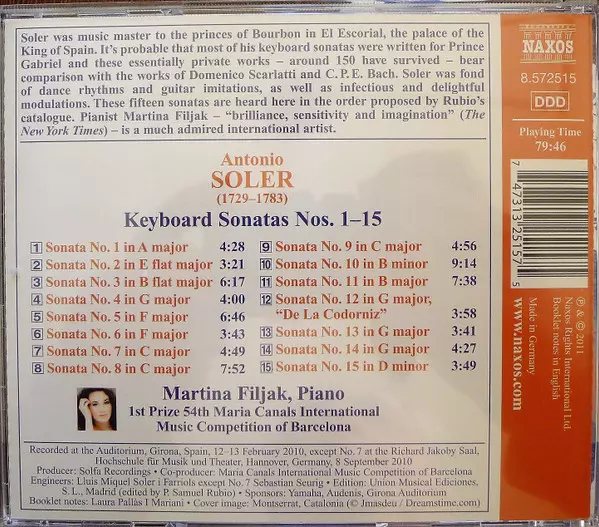 Soler was music master to the princes of Bourbon in El Escorial, the palace of the
King of Spain. It's probable that most of his keyboard sonatas were written for Prince
Gabriel and these essentially private works – around 150 have survived – bear
comparison with the works of Domenico Scarlatti and C. P. E. Bach. Soler was fond
of dance rhythms and guitar imitations, as well as infectious and delightful
modulations. These fifteen sonatas are heard here in the order proposed by Rubio's
catalogue. Pianist Martina Filjak – “brilliance, sensitivity and imagination” (The
New York Times) – is a much admired international artist.
Antonio
SOLER
(1729–1783)
Keyboard Sonatas Nos. 1–15
1 Sonata No. 1 in A major 4:28
2 Sonata No. 2 in E flat major 3:21
3 Sonata No. 3 in B flat major 6:17
4 Sonata No. 4 in G major 4:00
5 Sonata No. 5 in F major 6:46
6 Sonata No. 6 in F major 3:43
7 Sonata No. 7 in C major 4:49
8 Sonata No. 8 in C major 7:52
9 Sonata No. 9 in C major 4:56
10 Sonata No. 10 in B minor 9:14
11 Sonata No. 11 in B major 7:38
12 Sonata No. 12 in G major,
“De La Codorniz” 3:58
13 Sonata No. 13 in G major 3:41
14 Sonata No. 14 in G major 4:27
15 Sonata No. 15 in D minor 3:49
Martina Filjak, Piano
1st Prize 54th Maria Canals International
Music Competition of Barcelona
Recorded at the Auditorium, Girona, Spain, 12–13 February 2010, except No. 7 at the Richard Jakoby Saal,
Hochschule für Musik und Theater, Hannover, Germany, 8 September 2010
Producer: Solfa Recordings • Co-producer: Maria Canals International Music Competition of Barcelona
Engineers: Lluis Miquel Soler i Farriols except No. 7 Sebastian Seurig • Edition: Union Musical Ediciones,
S. L., Madrid (edited by P. Samuel Rubio) • Sponsors: Yamaha, Audenis, Girona Auditorium
Booklet notes: Laura Pallàs i Mariani • Cover image: Montserrat, Catalonia (© Jmasdeu / Dreamstime.com)
NAXOS
8.572515
DDD
Playing Time
79:46
7 47313 25157 5
℗ & © 2011
Naxos Rights International Ltd.
Booklet notes in English
Made in Germany
www.naxos.com